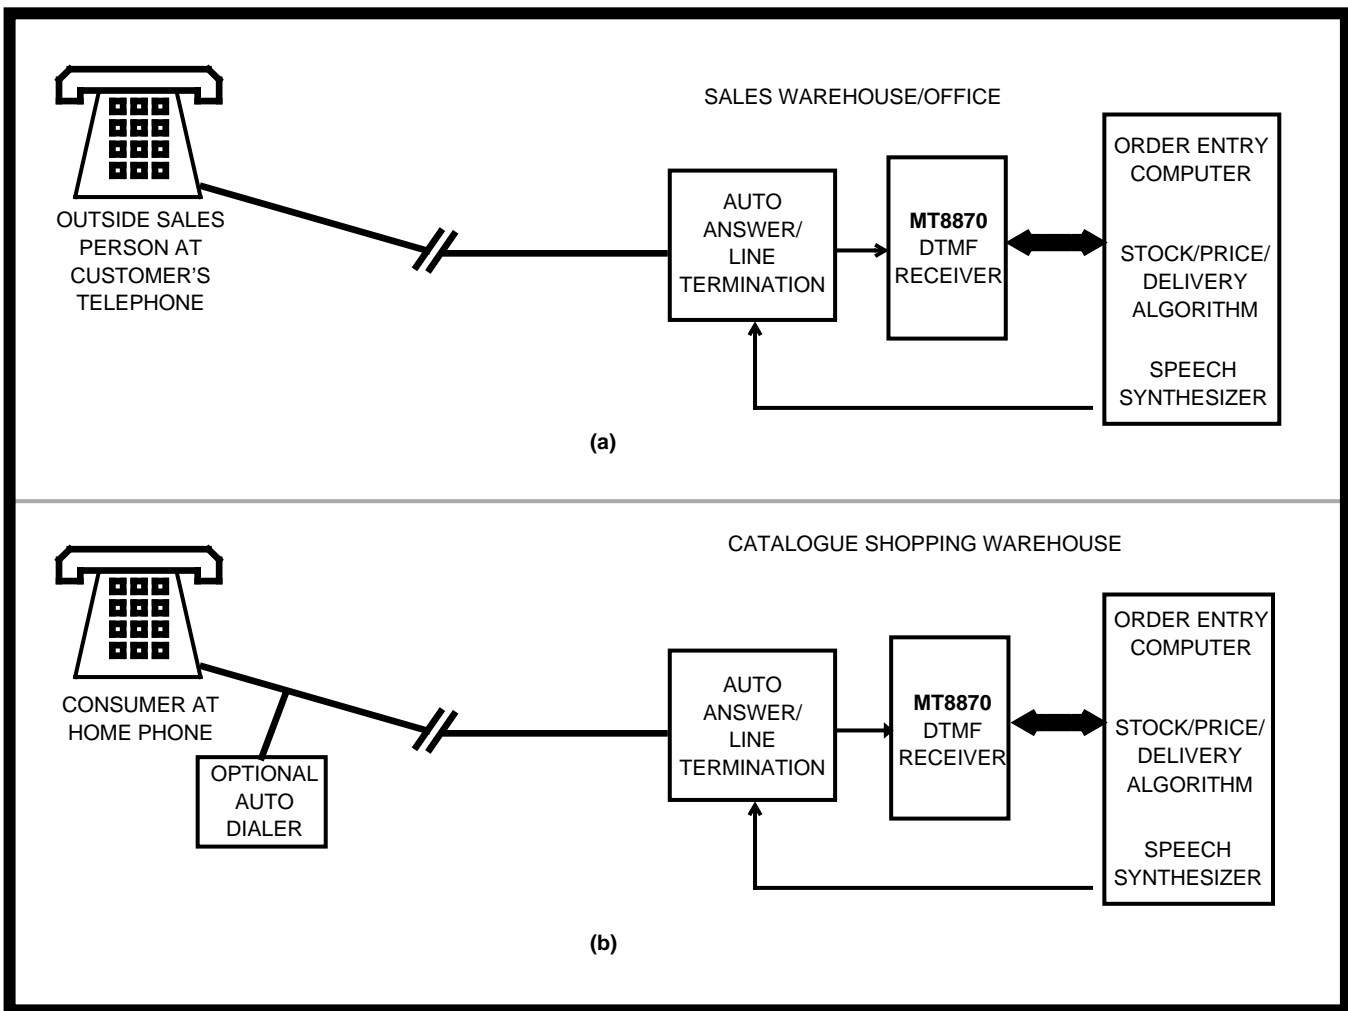 SALES WAREHOUSE/OFFICE
OUTSIDE SALES
PERSON AT
CUSTOMER'S
TELEPHONE
AUTO
ANSWER/
LINE
TERMINATION
MT8870
DTMF
RECEIVER
ORDER ENTRY
COMPUTER
STOCK/PRICE/
DELIVERY
ALGORITHM
SPEECH
SYNTHESIZER
(a)
CATALOGUE SHOPPING WAREHOUSE
CONSUMER AT
HOME PHONE
OPTIONAL
AUTO
DIALER
AUTO
ANSWER/
LINE
TERMINATION
MT8870
DTMF
RECEIVER
ORDER ENTRY
COMPUTER
STOCK/PRICE/
DELIVERY
ALGORITHM
SPEECH
SYNTHESIZER
(b)